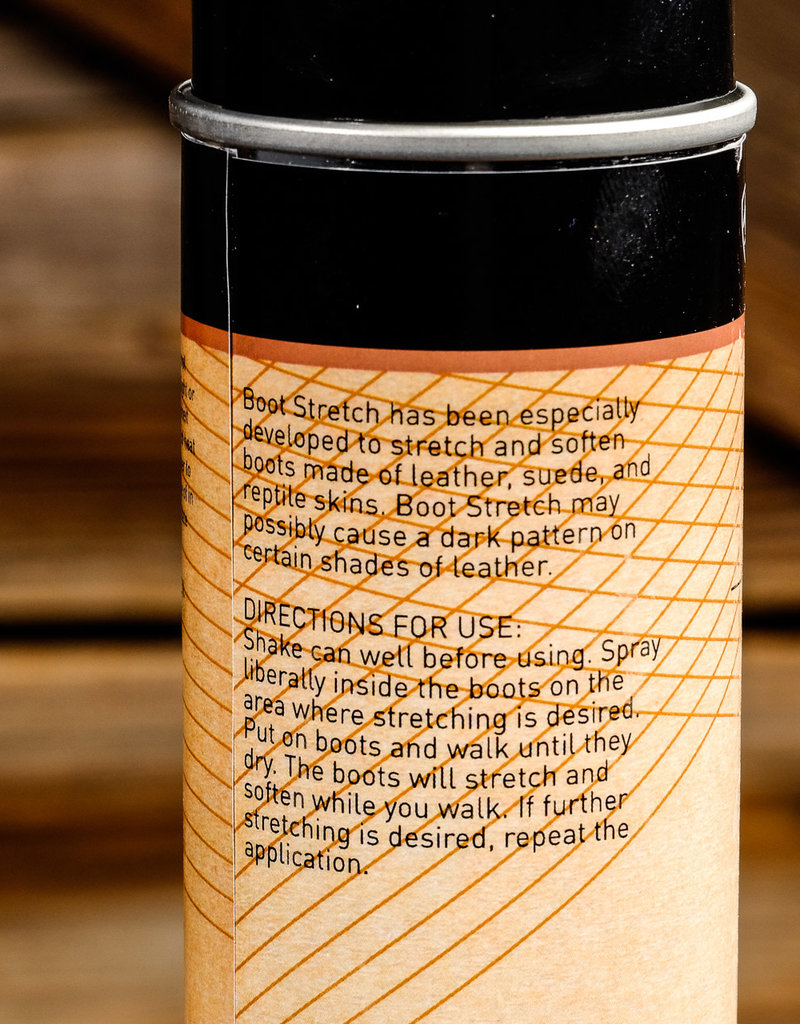 Boot Stretch has been especially
developed to stretch and soften
boots made of leather, suede, and
reptile skins. Boot Stretch may
possibly cause a dark pattern on
certain shades of leather.
DIRECTIONS FOR USE:
Shake can well before using. Spray
liberally inside the boots on the
area where stretching is desired.
Put on boots and walk until they
dry. The boots will stretch and
soften while you walk. If further
stretching is desired, repeat the
application.